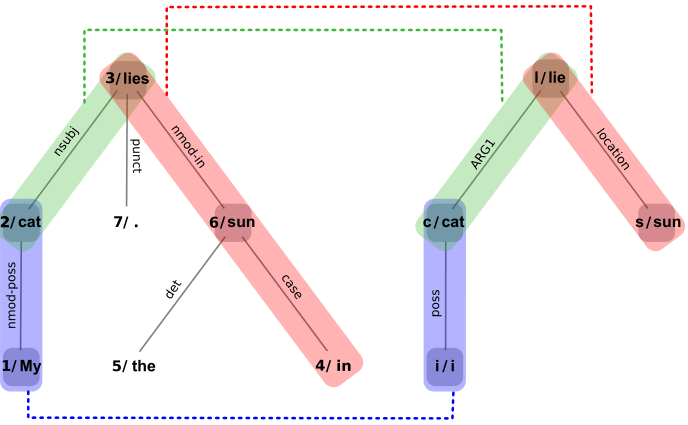 3/lies
l/lie
nsubj
punct
nmod-in
ARG1
location
2/cat
7/ .
6/sun
c/cat
s/sun
nmod-poss
det
case
poss
1/My
5/the
4/in
i/i